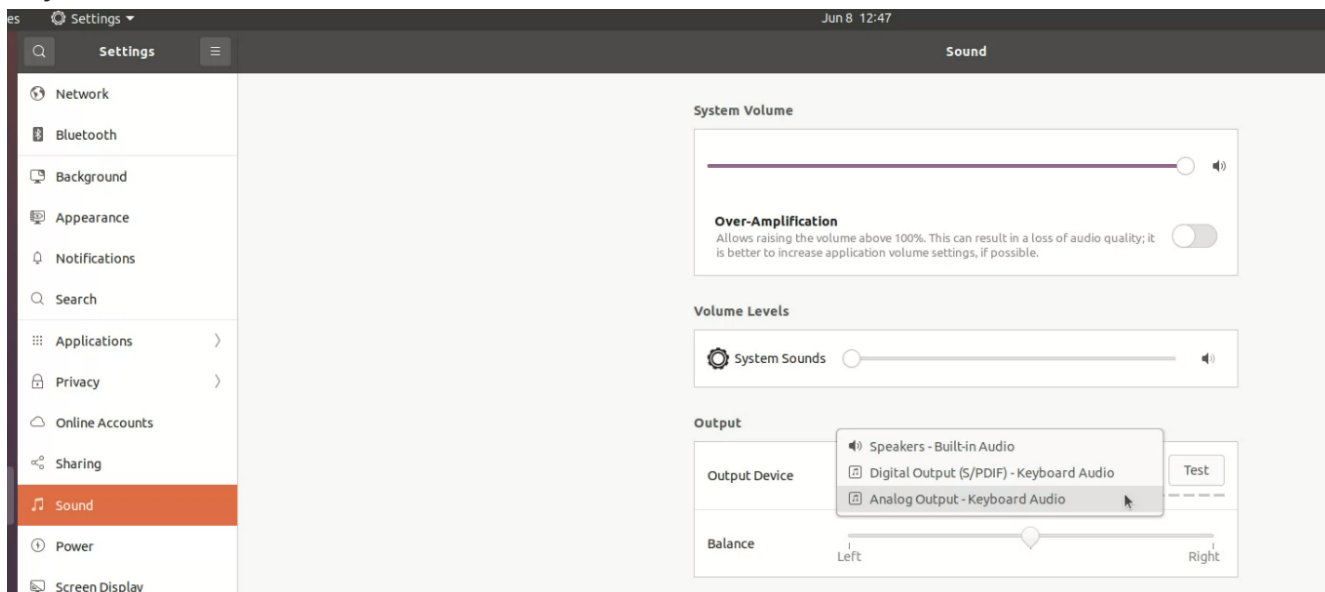 es Settings Jun 8 12:47
Settings Sound
Network
Bluetooth
Background
Appearance
Notifications
Search
Applications
Privacy
Online Accounts
Sharing
Sound
Power
Screen Display
System Volume
Over-Amplification
Allows raising the volume above 100%. This can result in a loss of audio quality; it
is better to increase application volume settings, if possible.
Volume Levels
System Sounds
Output
Output Device
Speakers - Built-in Audio
Digital Output (S/PDIF) - Keyboard Audio
Analog Output - Keyboard Audio
Test
Balance
Left Right